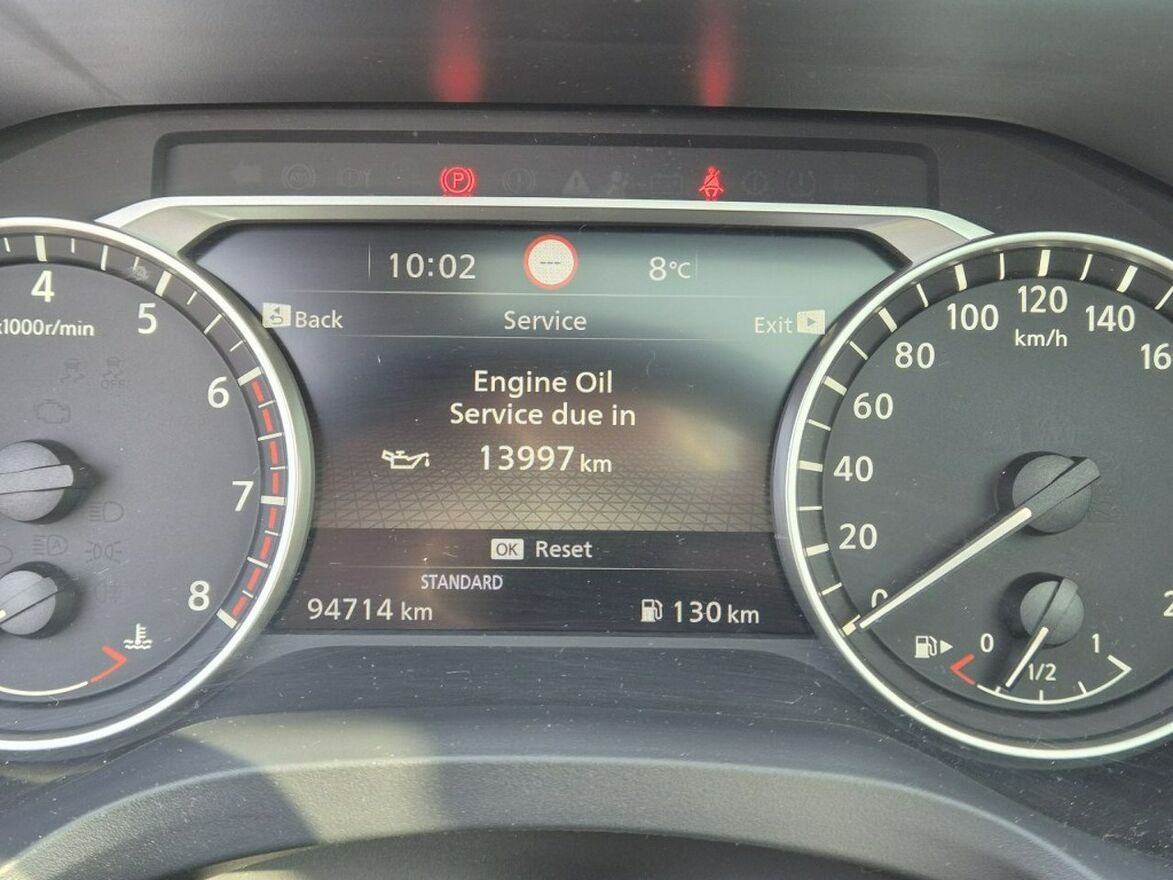 10:02
---
8°C
Back
Service
Exit
Engine Oil
Service due in
13997 km
OK Reset
STANDARD
94714 km
130 km
4
5
6
7
8
x1000r/min
0
20
40
60
80
100
120
140
km/h
0
1/2
1
P